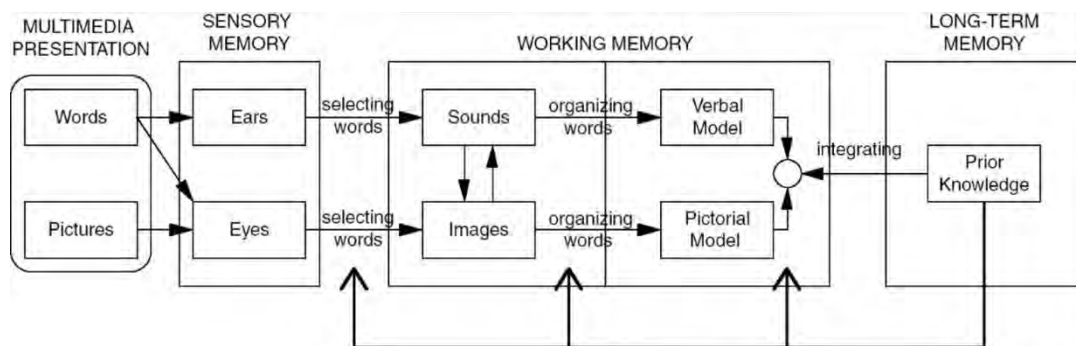 MULTIMEDIA
PRESENTATION
SENSORY
MEMORY
WORKING MEMORY
LONG-TERM
MEMORY
Words
Ears
selecting
words
Sounds
organizing
words
Verbal
Model
integrating
Prior
Knowledge
Pictures
Eyes
selecting
words
Images
organizing
words
Pictorial
Model